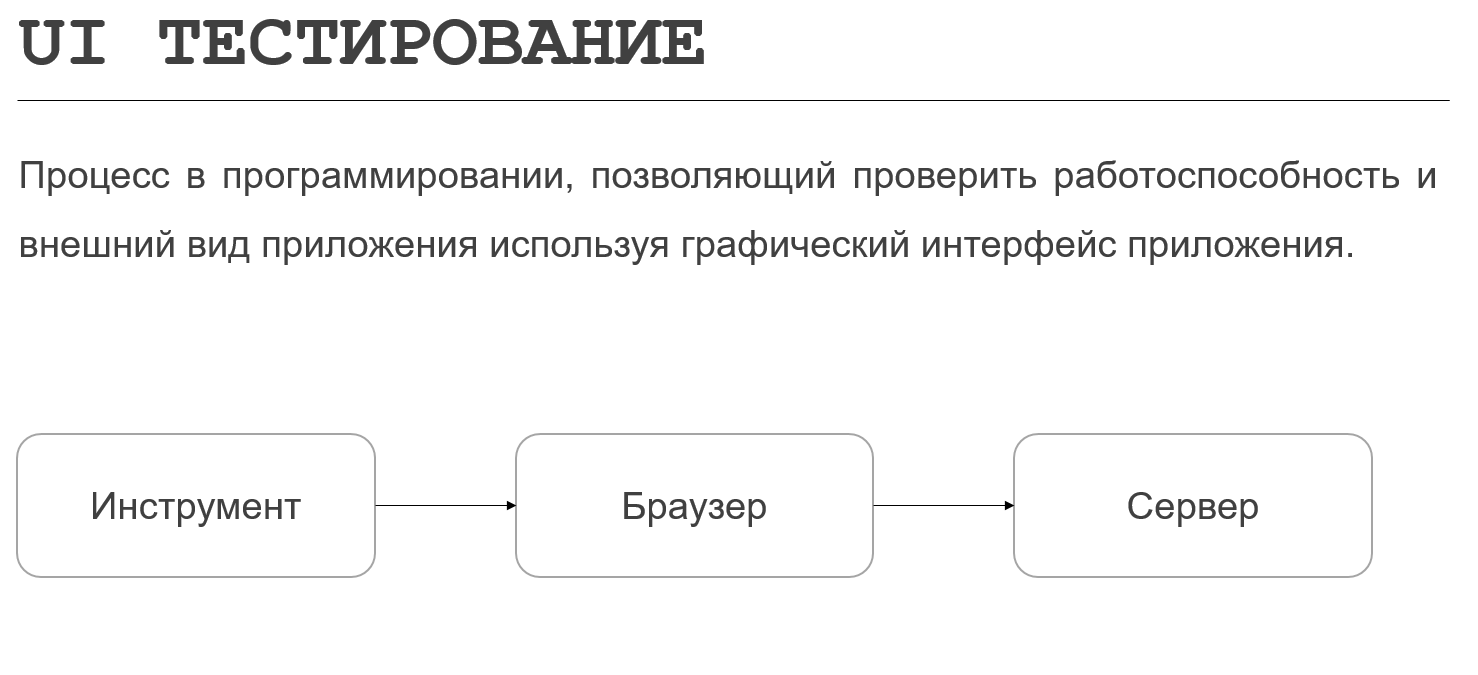 UI ТЕСТИРОВАНИЕ
Процесс в программировании, позволяющий проверить работоспособность и
внешний вид приложения используя графический интерфейс приложения.
Инструмент
Браузер
Сервер